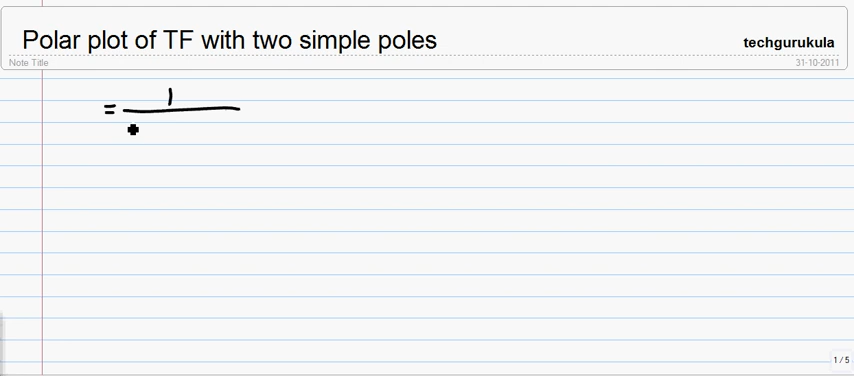 Polar plot of TF with two simple poles
techgurukula
Note Title
31-10-2011
= 1
1 / 5